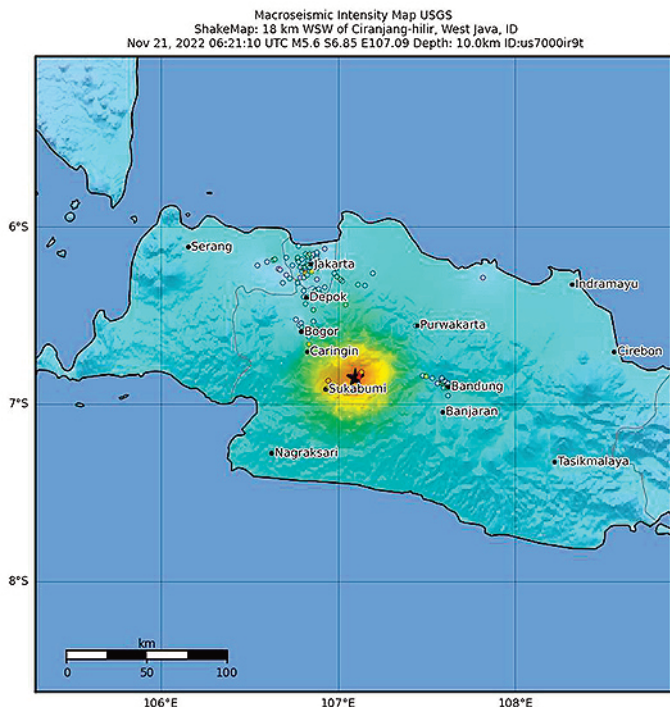 Macroseismic Intensity Map USGS
ShakeMap: 18 km WSW of Ciranjang-hilir, West Java, ID
Nov 21, 2022 06:21:10 UTC M5.6 S6.85 E107.09 Depth: 10.0km ID:us7000ir9t
6°S
Serang
Jakarta
Indramayu
Depok
Bogor
Purwakarta
Caringin
Cirebon
Sukabumi
Bandung
7°S
Banjaran
Nagraksari
Tasikmalaya
8°S
km
0 50 100
106°E 107°E 108°E